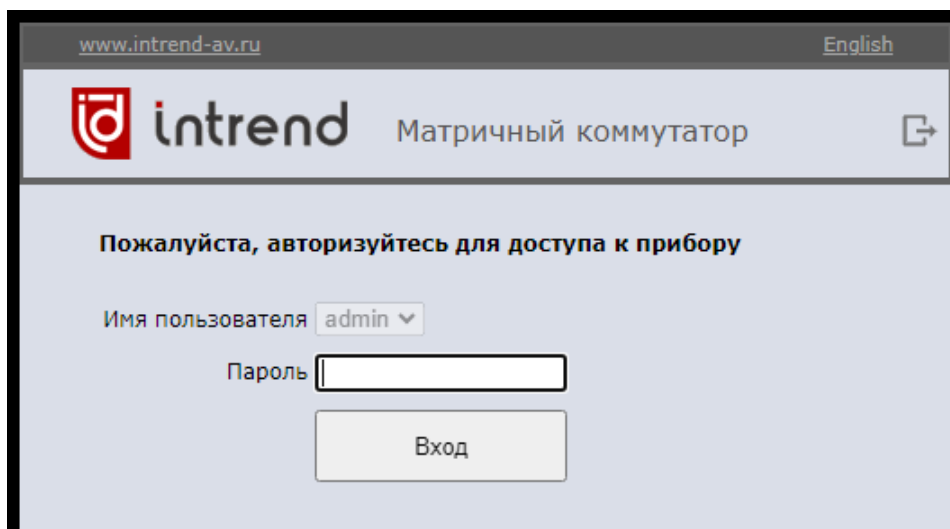 www.intrend-av.ru English
intrend Матричный коммутатор
Пожалуйста, авторизуйтесь для доступа к прибору
Имя пользователя admin
Пароль
Вход